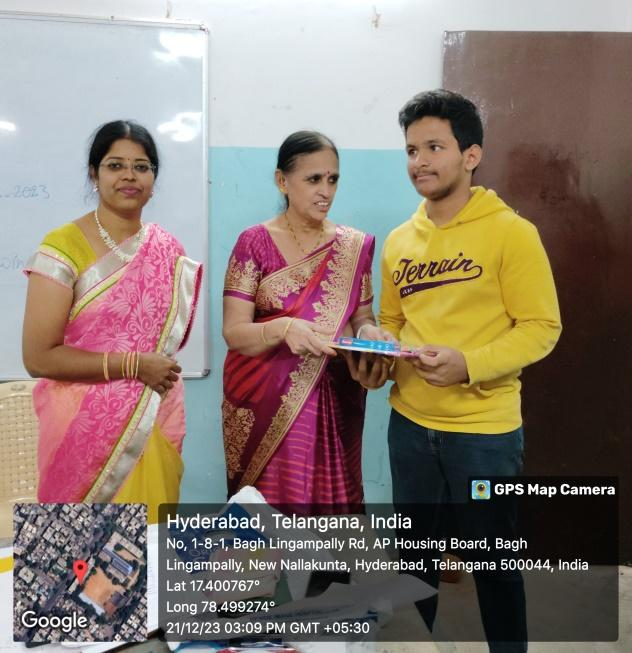 2023
Terrain
GPS Map Camera
Hyderabad, Telangana, India
No, 1-8-1, Bagh Lingampally Rd, AP Housing Board, Bagh
Lingampally, New Nallakunta, Hyderabad, Telangana 500044, India
Lat 17.400767°
Long 78.499274°
21/12/23 03:09 PM GMT +05:30
Google